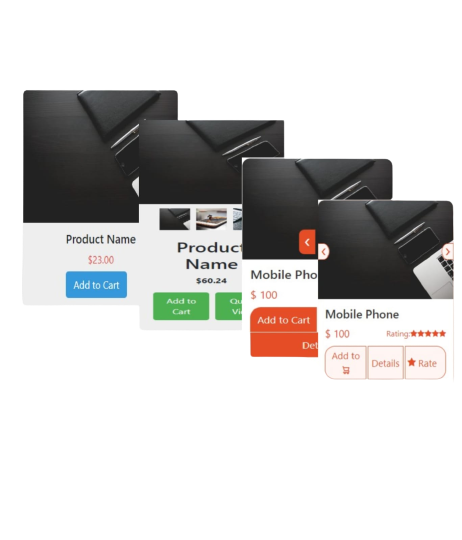 Product Name
$23.00
Add to Cart
Product
Name
$60.24
Add to
Cart
Mobile Pho
$ 100
Add to Cart
Mobile Phone
$ 100
Rating:
Add to
Details
Rate